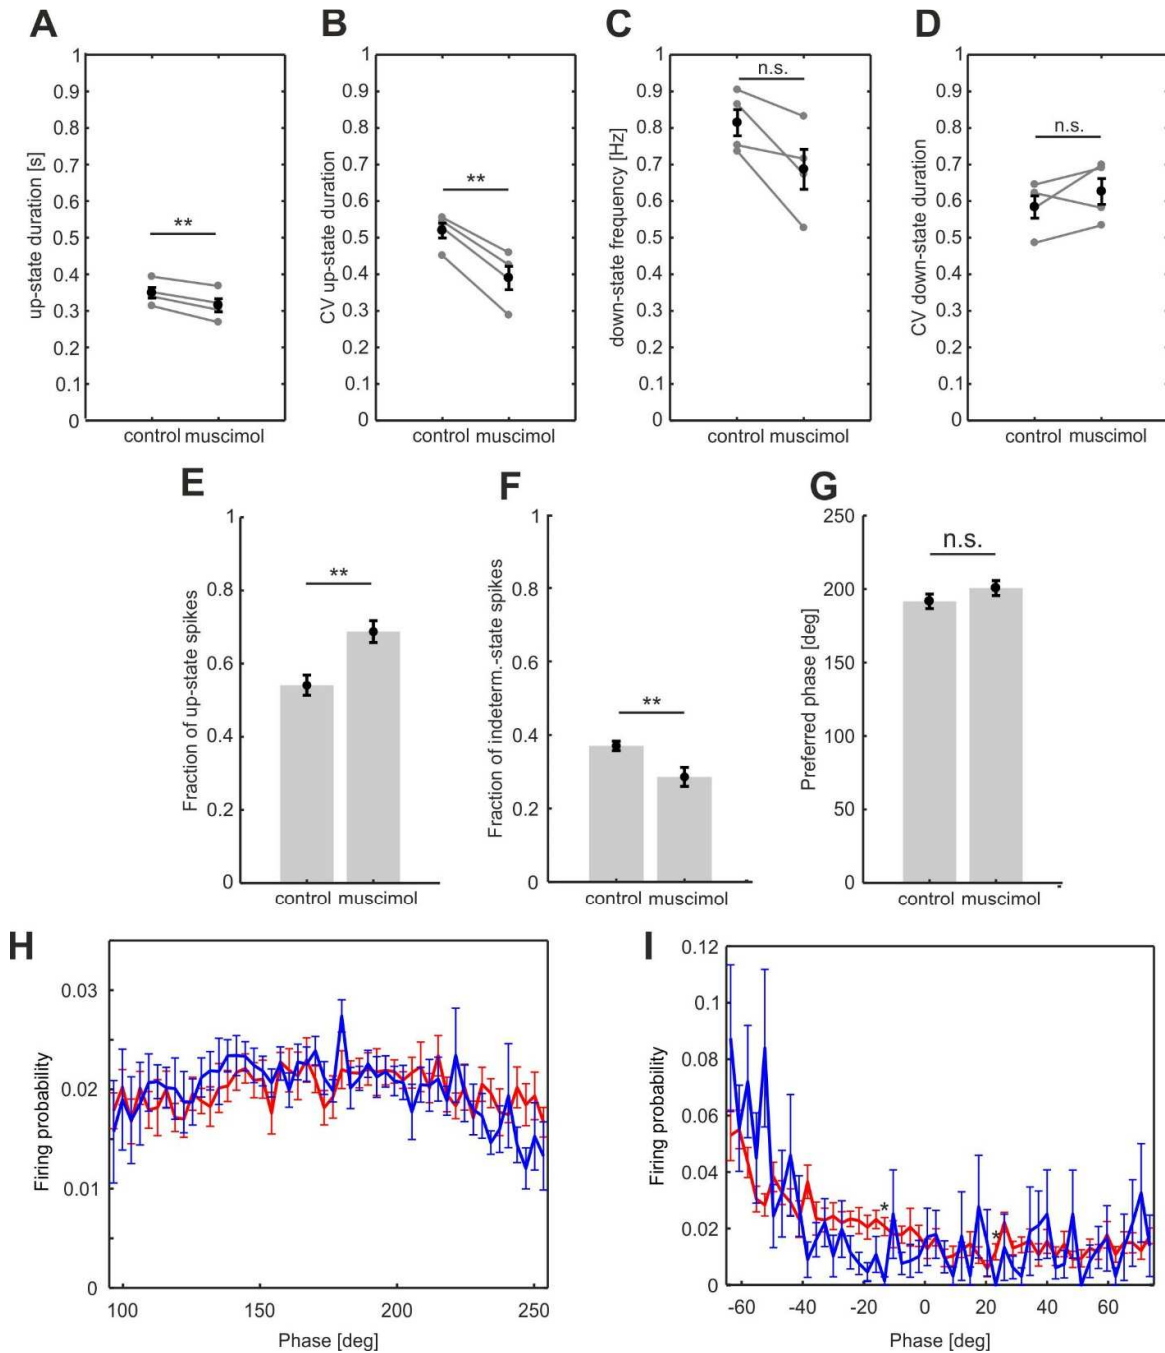 A
B
C
D
up-state duration [s]
1
0.9
0.8
0.7
0.6
0.5
0.4
0.3
0.2
0.1
0
**
control muscimol
CV up-state duration
1
0.9
0.8
0.7
0.6
0.5
0.4
0.3
0.2
0.1
0
**
control muscimol
down-state frequency [Hz]
1
0.9
0.8
0.7
0.6
0.5
0.4
0.3
0.2
0.1
0
n.s.
control muscimol
CV down-state duration
1
0.9
0.8
0.7
0.6
0.5
0.4
0.3
0.2
0.1
0
n.s.
control muscimol
E
F
G
Fraction of up-state spikes
1
0.8
0.6
0.4
0.2
0
**
control muscimol
Fraction of indeterm.-state spikes
1
0.8
0.6
0.4
0.2
0
**
control muscimol
Preferred phase [deg]
250
200
150
100
50
0
n.s.
control muscimol
H
I
Firing probability
0.03
0.02
0.01
0
100 150 200 250
Phase [deg]
Firing probability
0.12
0.1
0.08
0.06
0.04
0.02
0
*
*
-60 -40 -20 0 20 40 60
Phase [deg]